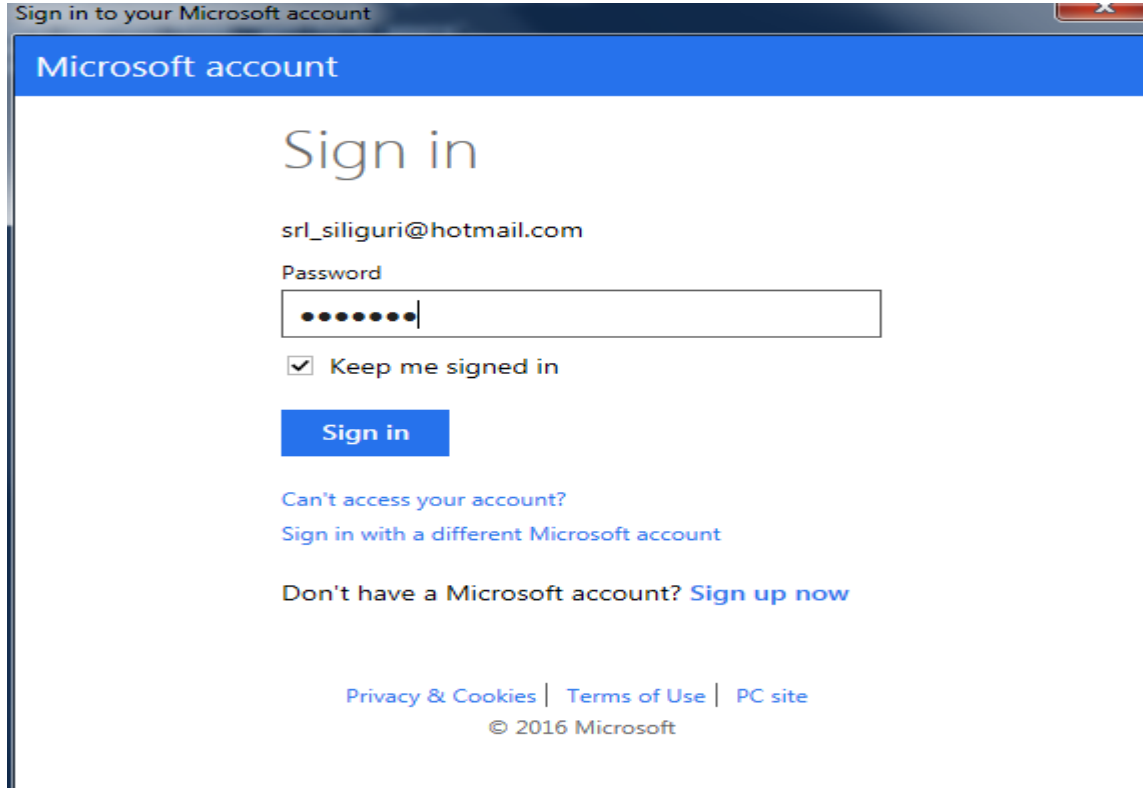 Sign in to your Microsoft account
Microsoft account
Sign in
srl_siliguri@hotmail.com
Password
•••••••
Keep me signed in
Sign in
Can't access your account?
Sign in with a different Microsoft account
Don't have a Microsoft account? Sign up now
Privacy & Cookies | Terms of Use | PC site
© 2016 Microsoft